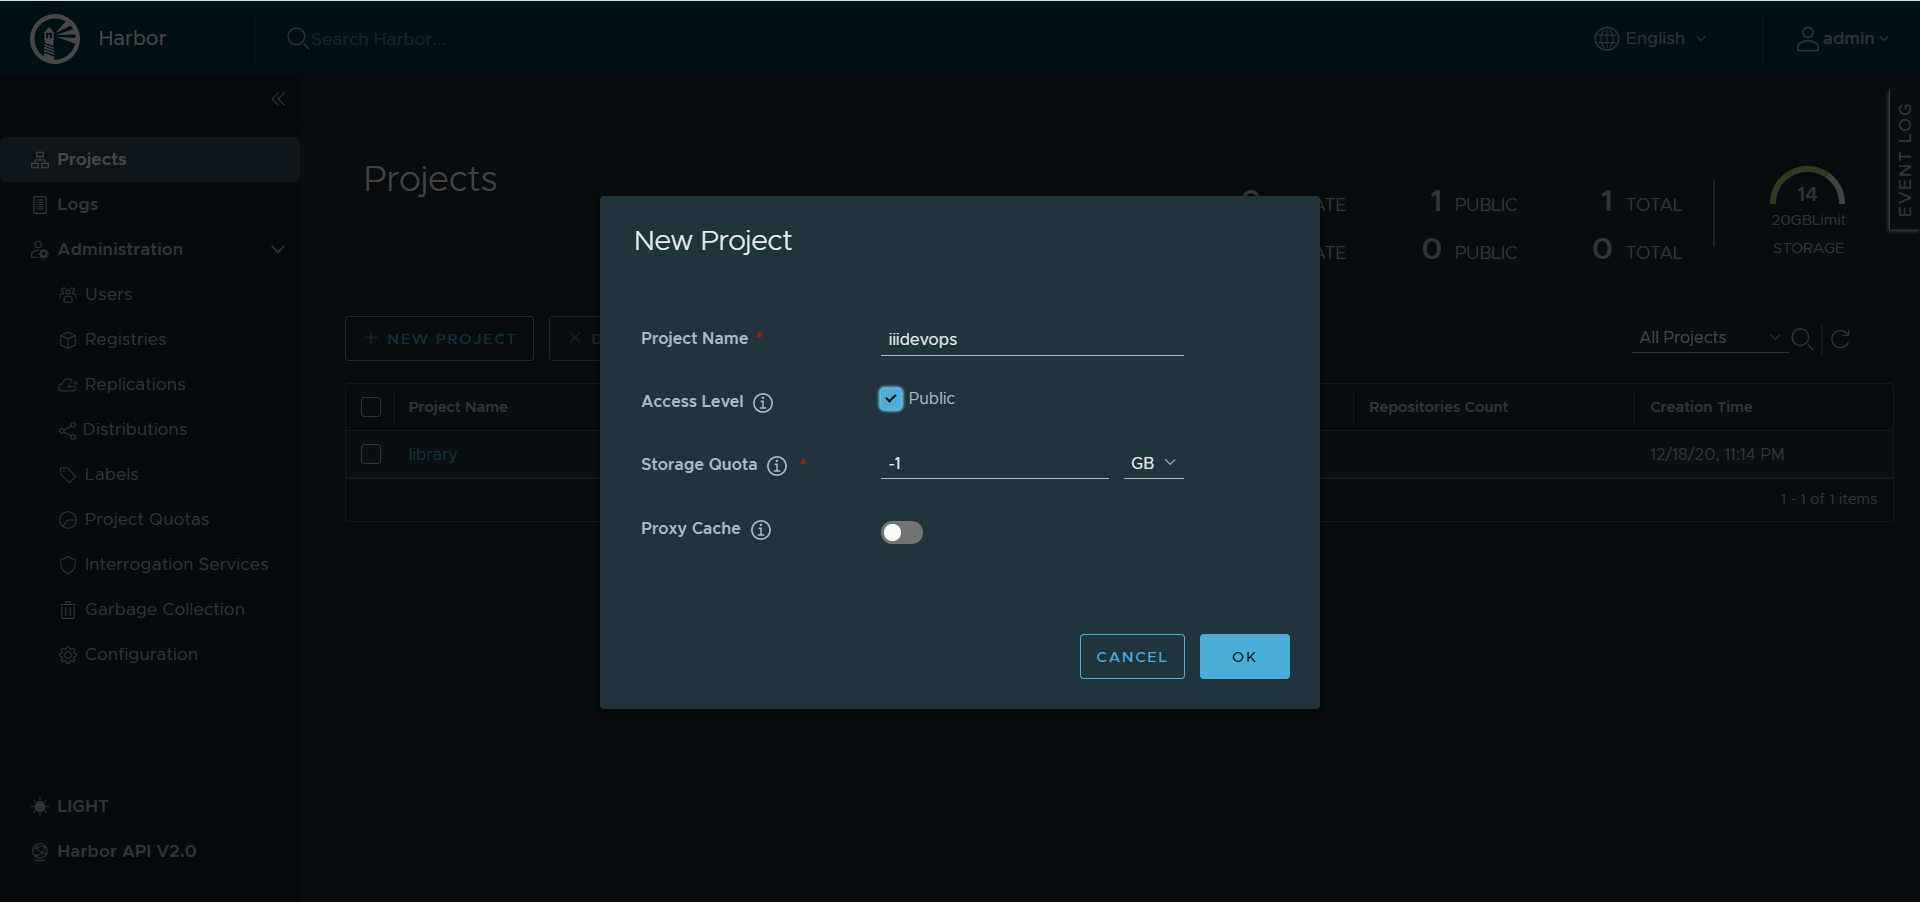 Harbor
Search Harbor...
English
admin
EVENT LOG
Projects
Logs
Administration
Users
Registries
Replications
Distributions
Labels
Project Quotas
Interrogation Services
Garbage Collection
Configuration
LIGHT
Harbor API V2.0
Projects
1 PUBLIC
1 TOTAL
0 PUBLIC
0 TOTAL
14
20GBLimit
STORAGE
NEW PROJECT
All Projects
Project Name
Repositories Count
Creation Time
library
12/18/20, 11:14 PM
1 - 1 of 1 items
New Project
Project Name *
iiidevops
Access Level
Public
Storage Quota *
-1
GB
Proxy Cache
CANCEL
OK